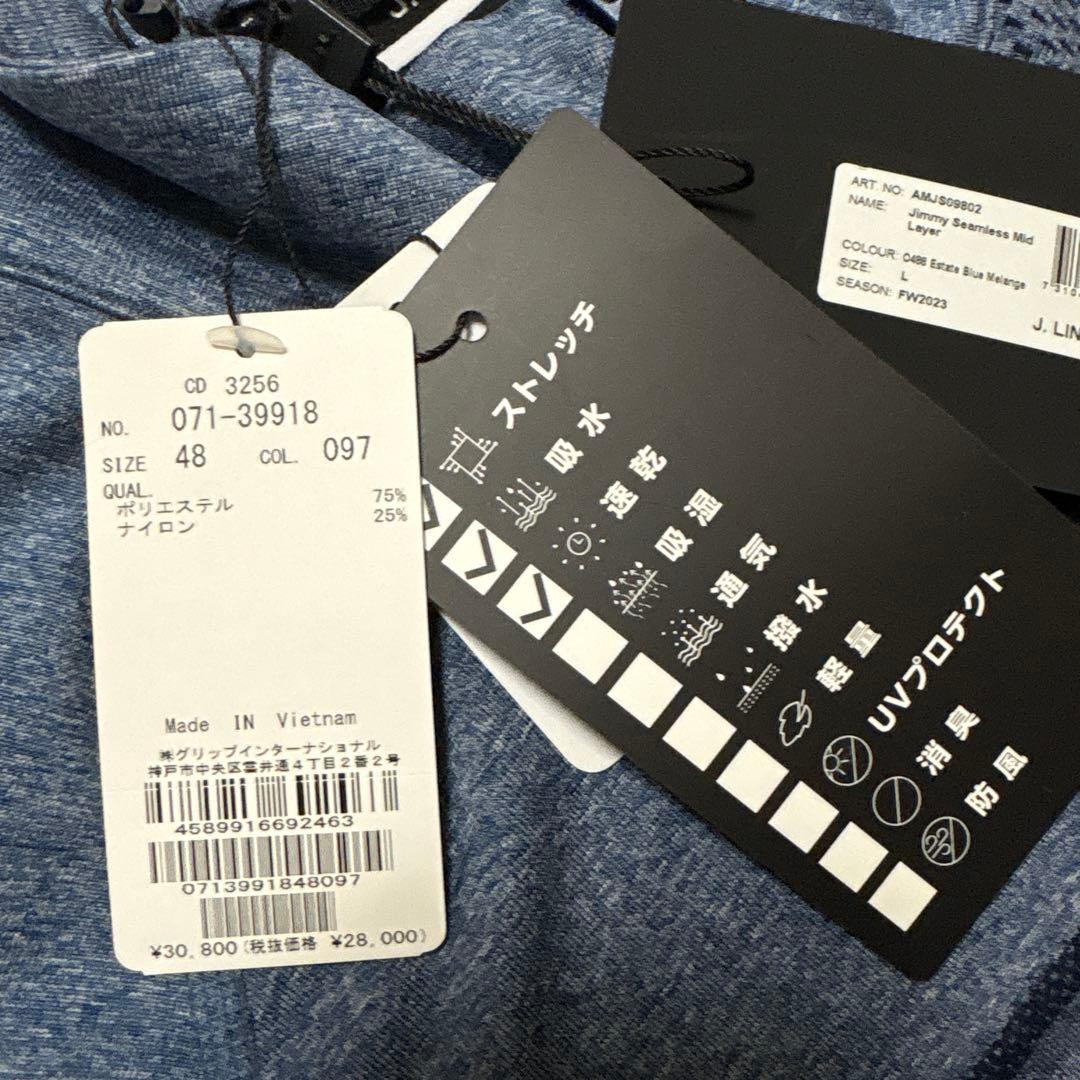 CD 3256
NO. 071-39918
SIZE 48 COL. 097
QUAL.
ポリエステル 75%
ナイロン 25%
Made IN Vietnam
㈱グリップインターナショナル
神戸市中央区雲井通4丁目2番2号
4589916692463
0713991848097
¥30,800(税抜価格 ¥28,000)
ストレッチ
吸水
速乾
吸湿
通気
撥水
軽量
UVプロテクト
消臭
防風
ART. NO: AMJS09802
NAME: Jimmy Seamless Mid
Layer
COLOUR: 0486 Estate Blue Melange
SIZE: L
SEASON: FW2023
J. LIN